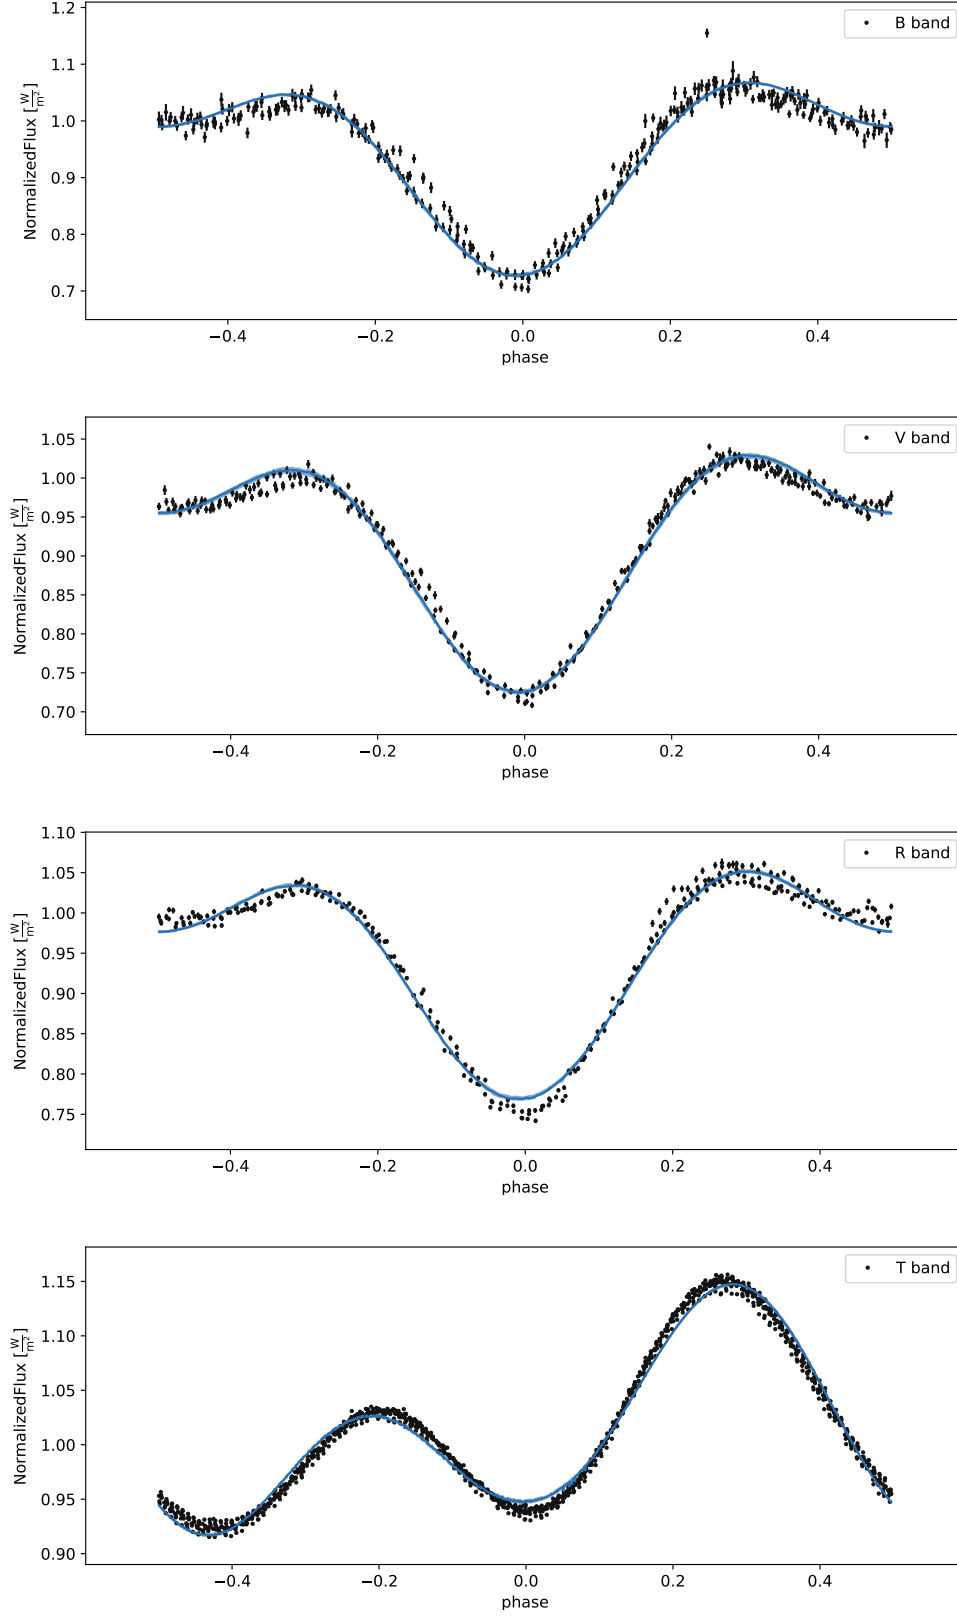 1.2
1.1
1.0
0.9
0.8
0.7
NormalizedFlux [W/m²]
B band
−0.4 −0.2 0.0 0.2 0.4
phase
1.05
1.00
0.95
0.90
0.85
0.80
0.75
0.70
NormalizedFlux [W/m²]
V band
−0.4 −0.2 0.0 0.2 0.4
phase
1.10
1.05
1.00
0.95
0.90
0.85
0.80
0.75
NormalizedFlux [W/m²]
R band
−0.4 −0.2 0.0 0.2 0.4
phase
1.15
1.10
1.05
1.00
0.95
0.90
NormalizedFlux [W/m²]
T band
−0.4 −0.2 0.0 0.2 0.4
phase